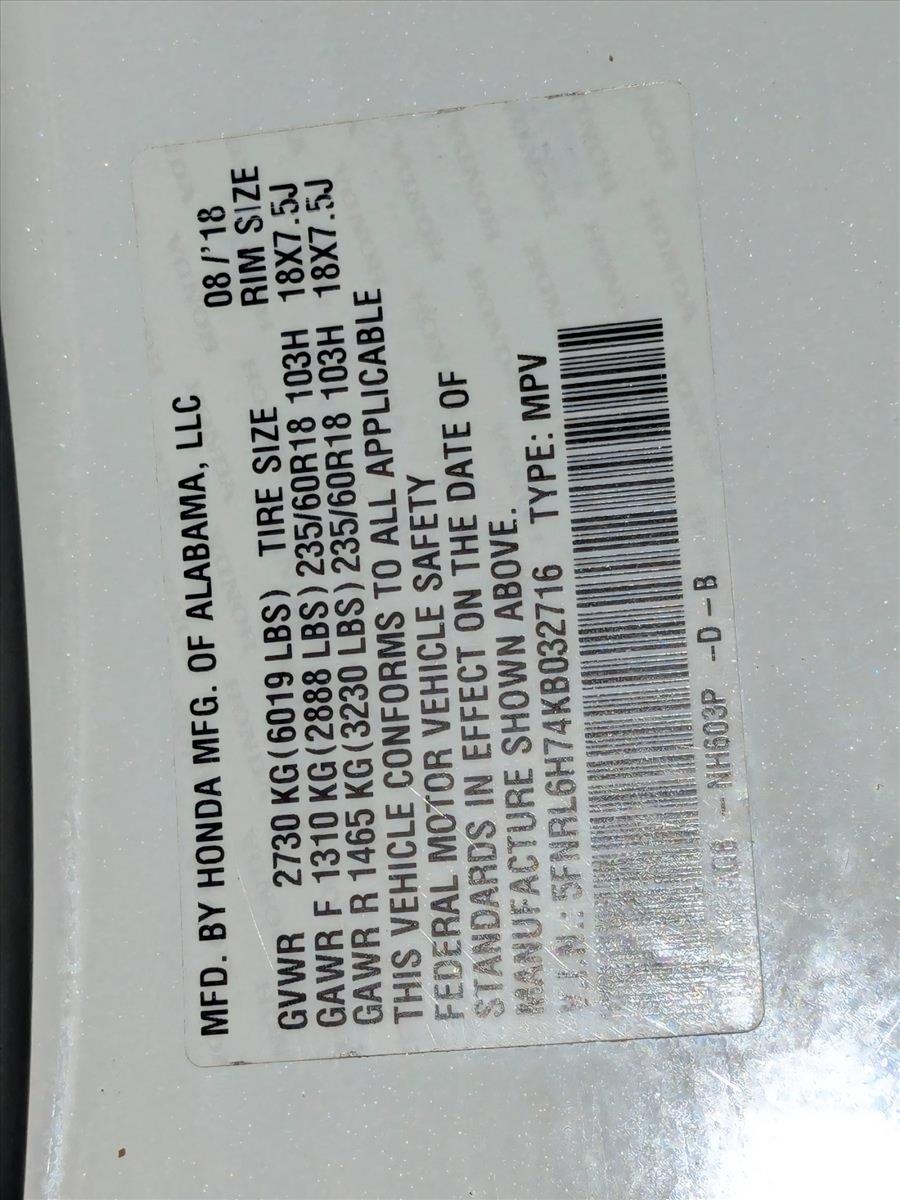 MFD. BY HONDA MFG. OF ALABAMA, LLC 08/'18
GVWR 2730 KG (6019 LBS) TIRE SIZE RIM SIZE
GAWR F 1310 KG (2888 LBS) 235/60R18 103H 18X7.5J
GAWR R 1465 KG (3230 LBS) 235/60R18 103H 18X7.5J
THIS VEHICLE CONFORMS TO ALL APPLICABLE
FEDERAL MOTOR VEHICLE SAFETY
STANDARDS IN EFFECT ON THE DATE OF
MANUFACTURE SHOWN ABOVE.
V.I.N.: 5FNRL6H74KB032716 TYPE: MPV
NH603P -D-B